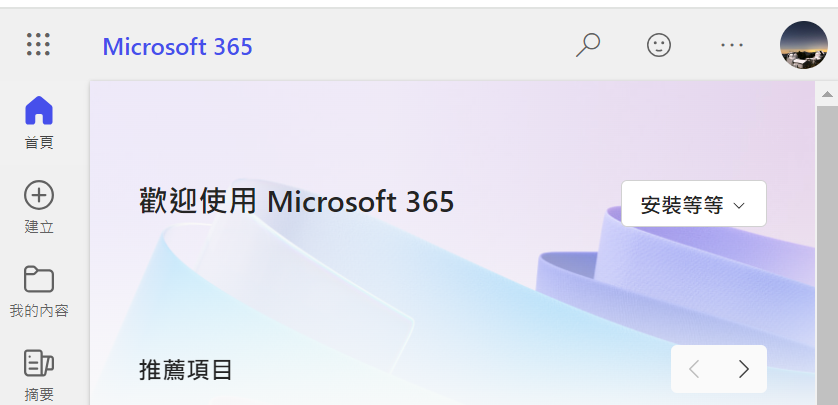 Microsoft 365
首頁
歡迎使用 Microsoft 365
安裝等等
建立
我的內容
推薦項目
摘要